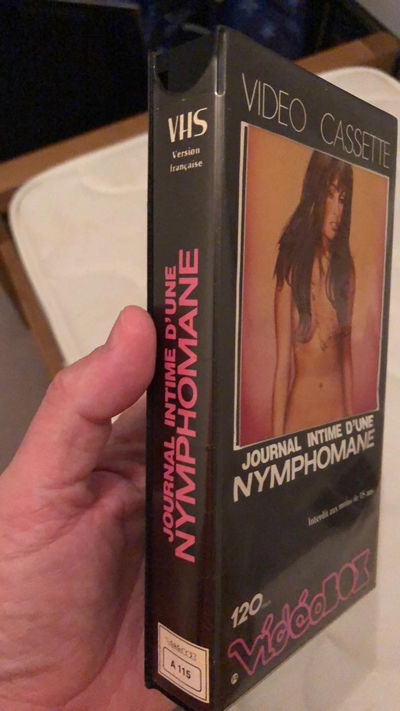 VHS
Version
française
JOURNAL INTIME D'UNE
NYMPHOMANE
A 115
VIDEO CASSETTE
JOURNAL INTIME D'UNE
NYMPHOMANE
Interdit aux moins de 18 ans
120
VidéoBOX